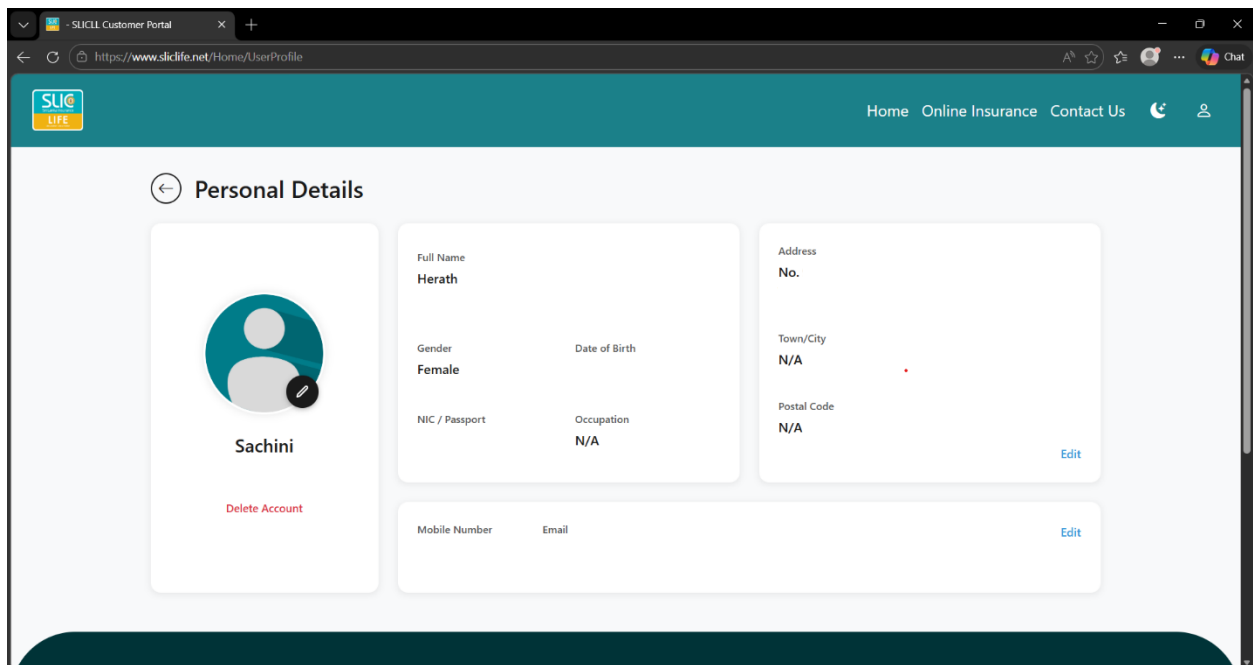 - SLICLL Customer Portal
https://www.sliclife.net/Home/UserProfile
Chat
SLIC
LIFE
Home Online Insurance Contact Us
Personal Details
Sachini
Delete Account
Full Name
Herath
Gender Date of Birth
Female
NIC / Passport Occupation
N/A
Address
No.
Town/City
N/A
Postal Code
N/A
Edit
Mobile Number Email Edit